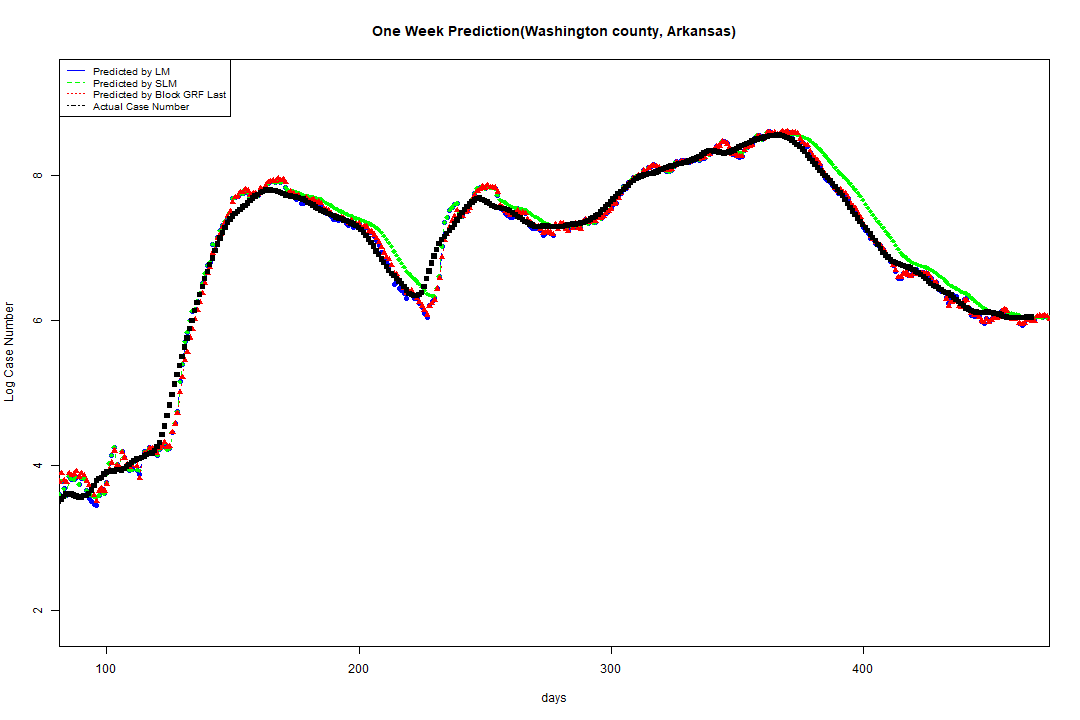 One Week Prediction(Washington county, Arkansas)
Predicted by LM
Predicted by SLM
Predicted by Block GRF Last
Actual Case Number
8
6
4
2
Log Case Number
100 200 300 400
days